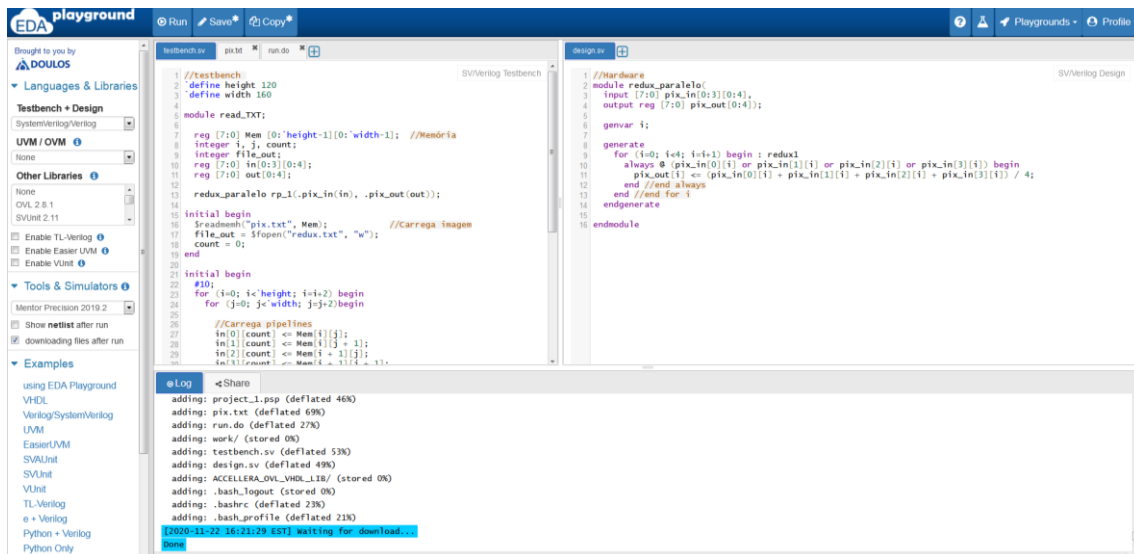 EDA playground
Run Save* Copy*
Playgrounds Profile
Brought to you by
DOULOS
Languages & Libraries
Testbench + Design
SystemVerilog/Verilog
UVM / OVM
None
Other Libraries
None
OVL 2.8.1
SVUnit 2.11
Enable TL-Verilog
Enable Easier UVM
Enable VUnit
Tools & Simulators
Mentor Precision 2019.2
Show netlist after run
downloading files after run
Examples
using EDA Playground
VHDL
Verilog/SystemVerilog
UVM
EasierUVM
SVAUnit
SVUnit
VUnit
TL-Verilog
e + Verilog
Python + Verilog
Python Only
testbench.sv pix.txt run.do
SV/Verilog Testbench
1 //testbench
2 `define height 120
3 `define width 160
4
5 module read_TXT;
6
7 reg [7:0] Mem [0:`height-1][0:`width-1]; //Memória
8 integer i, j, count;
9 integer file_out;
10 reg [7:0] in[0:3][0:4];
11 reg [7:0] out[0:4];
12
13 redux_paralelo rp_1(.pix_in(in), .pix_out(out));
14
15 initial begin
16 $readmemh("pix.txt", Mem); //Carrega imagem
17 file_out = $fopen("redux.txt", "w");
18 count = 0;
19 end
20
21 initial begin
22 #10;
23 for (i=0; i<`height; i=i+2) begin
24 for (j=0; j<`width; j=j+2)begin
25
26 //Carrega pipelines
27 in[0][count] <= Mem[i][j];
28 in[1][count] <= Mem[i][j + 1];
29 in[2][count] <= Mem[i + 1][j];
in[3][count] <= Mem[i + 1][j + 1];
design.sv
SV/Verilog Design
1 //Hardware
2 module redux_paralelo(
3 input [7:0] pix_in[0:3][0:4],
4 output reg [7:0] pix_out[0:4]);
5
6 genvar i;
7
8 generate
9 for (i=0; i<4; i=i+1) begin : redux1
10 always @ (pix_in[0][i] or pix_in[1][i] or pix_in[2][i] or pix_in[3][i]) begin
11 pix_out[i] <= (pix_in[0][i] + pix_in[1][i] + pix_in[2][i] + pix_in[3][i]) / 4;
12 end //end always
13 end //end for i
14 endgenerate
15
16 endmodule
Log Share
adding: project_1.psp (deflated 46%)
adding: pix.txt (deflated 69%)
adding: run.do (deflated 27%)
adding: work/ (stored 0%)
adding: testbench.sv (deflated 53%)
adding: design.sv (deflated 49%)
adding: ACCELLERA_OVL_VHDL_LIB/ (stored 0%)
adding: .bash_logout (stored 0%)
adding: .bashrc (deflated 23%)
adding: .bash_profile (deflated 21%)
[2020-11-22 16:21:29 EST] Waiting for download...
Done